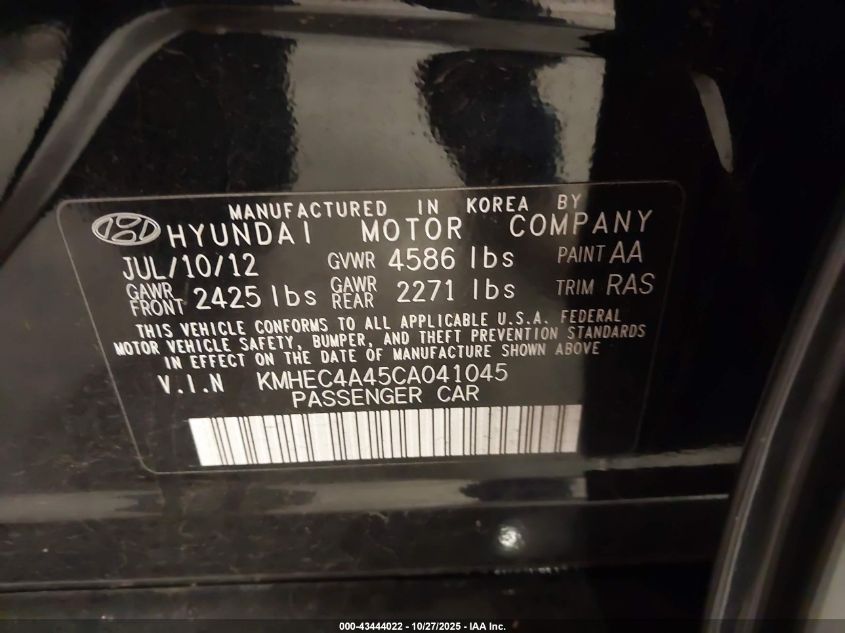 MANUFACTURED IN KOREA BY
HYUNDAI MOTOR COMPANY
JUL/10/12 GVWR 4586 lbs PAINT AA
GAWR FRONT 2425 lbs GAWR REAR 2271 lbs TRIM RAS
THIS VEHICLE CONFORMS TO ALL APPLICABLE U.S.A. FEDERAL
MOTOR VEHICLE SAFETY, BUMPER, AND THEFT PREVENTION STANDARDS
IN EFFECT ON THE DATE OF MANUFACTURE SHOWN ABOVE
V.I.N KMHEC4A45CA041045
PASSENGER CAR
000-43444022 - 10/27/2025 - IAA Inc.